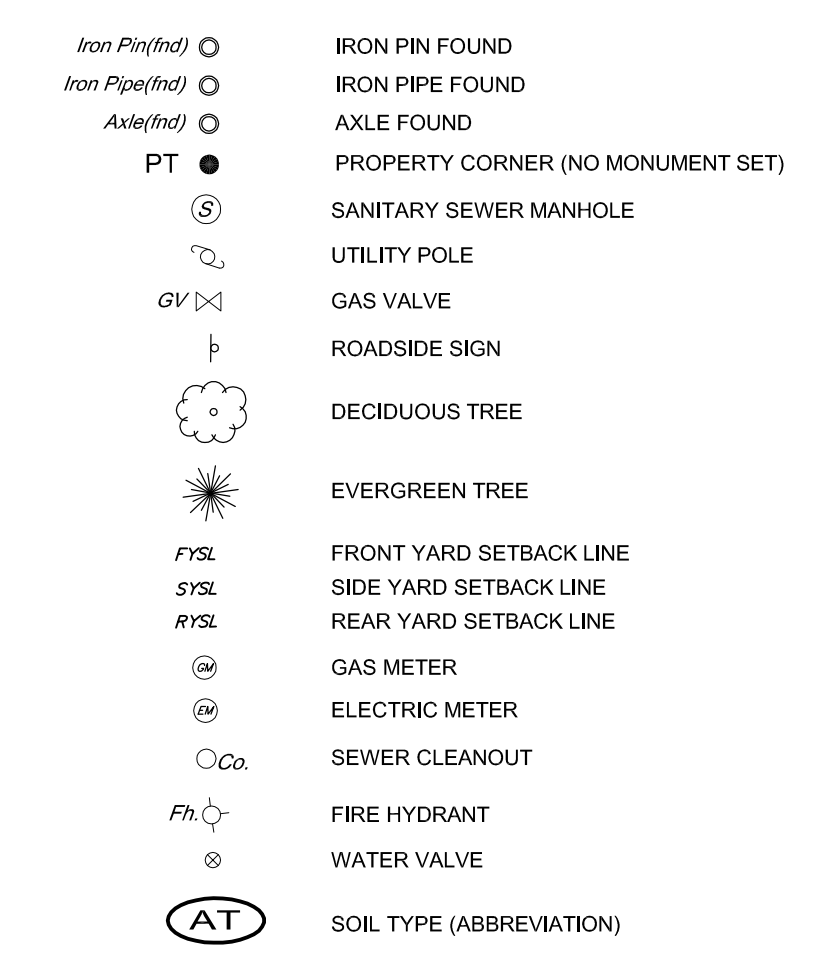 Iron Pin(fnd) IRON PIN FOUND
Iron Pipe(fnd) IRON PIPE FOUND
Axle(fnd) AXLE FOUND
PT PROPERTY CORNER (NO MONUMENT SET)
S SANITARY SEWER MANHOLE
UTILITY POLE
GV GAS VALVE
ROADSIDE SIGN
DECIDUOUS TREE
EVERGREEN TREE
FYSL FRONT YARD SETBACK LINE
SYSL SIDE YARD SETBACK LINE
RYSL REAR YARD SETBACK LINE
GM GAS METER
EM ELECTRIC METER
Co. SEWER CLEANOUT
Fh. FIRE HYDRANT
WATER VALVE
AT SOIL TYPE (ABBREVIATION)